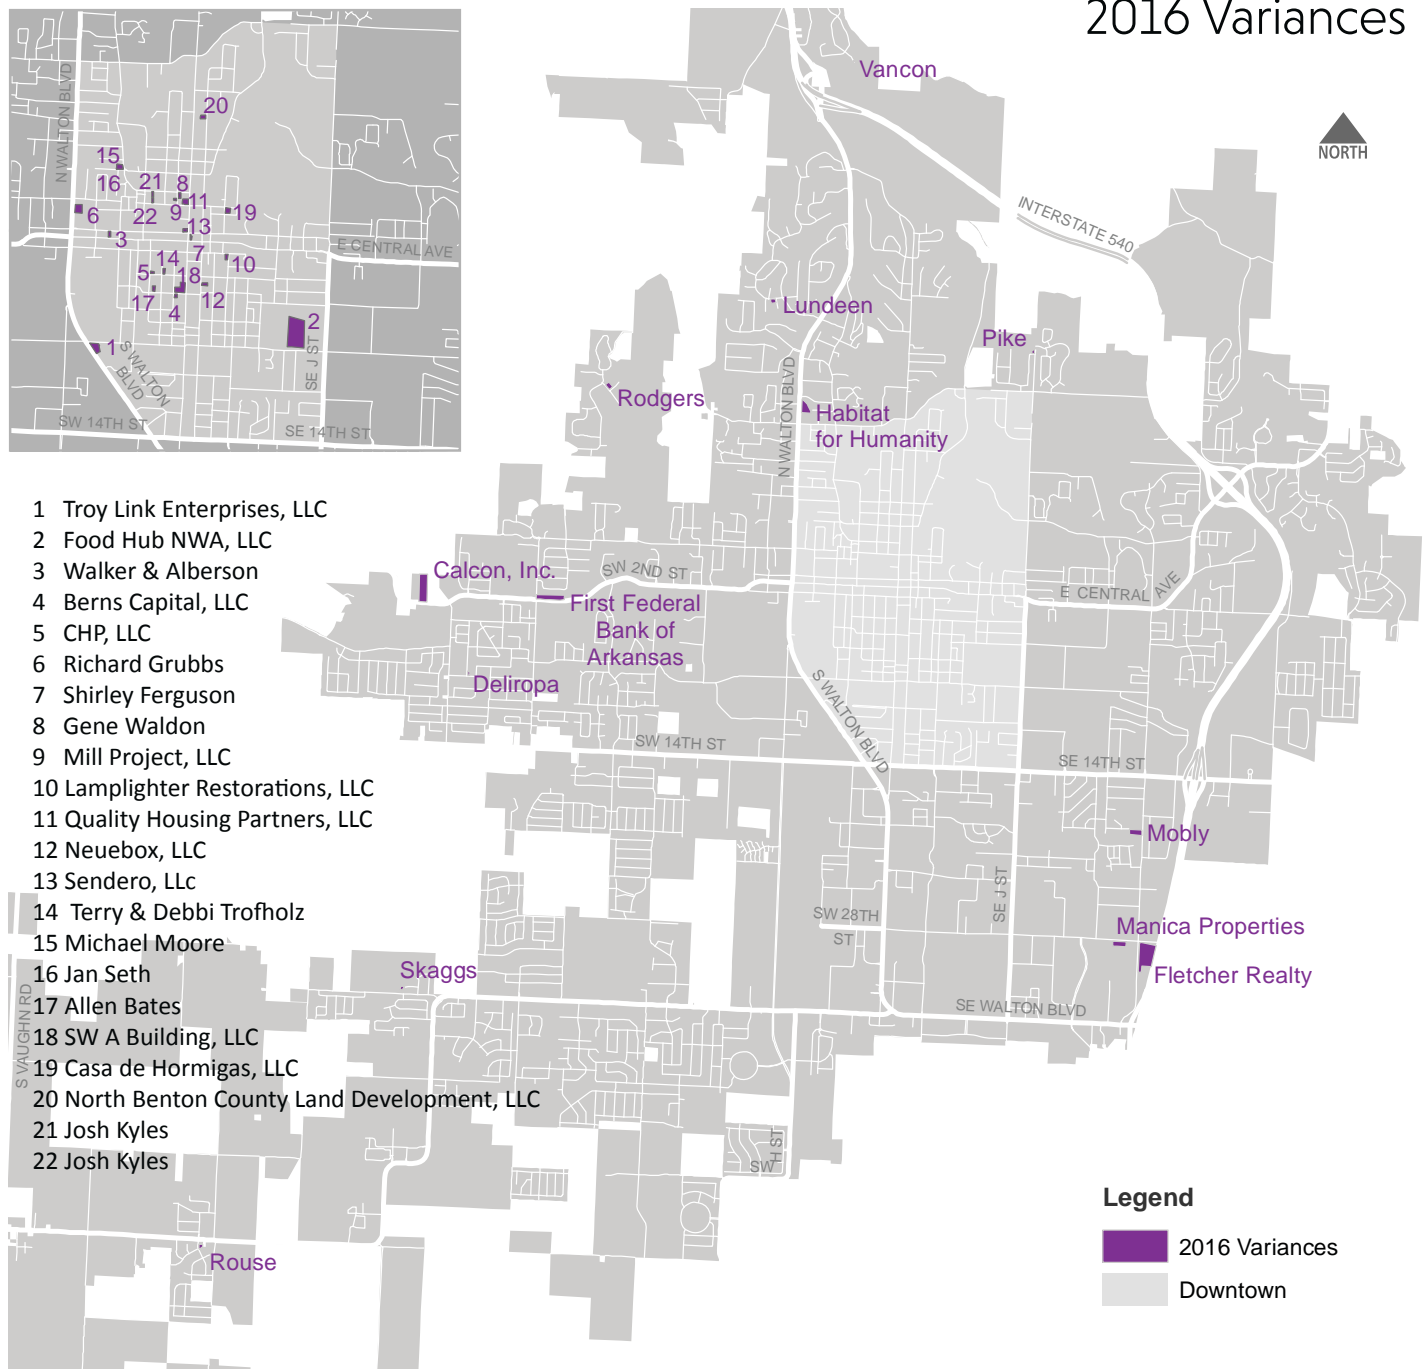 2016 Variances
NORTH
N WALTON BLVD
20
15
16
21
8
22
9
11
19
6
13
3
7
E CENTRAL AVE
14
10
5
18
17
4
12
2
1
S WALTON
BLVD
SE J ST
SW 14TH ST
SE 14TH ST
1 Troy Link Enterprises, LLC
2 Food Hub NWA, LLC
3 Walker & Alberson
4 Berns Capital, LLC
5 CHP, LLC
6 Richard Grubbs
7 Shirley Ferguson
8 Gene Waldon
9 Mill Project, LLC
10 Lamplighter Restorations, LLC
11 Quality Housing Partners, LLC
12 Neuebox, LLC
13 Sendero, LLc
14 Terry & Debbi Trofholz
15 Michael Moore
16 Jan Seth
17 Allen Bates
18 SW A Building, LLC
19 Casa de Hormigas, LLC
20 North Benton County Land Development, LLC
21 Josh Kyles
22 Josh Kyles
Vancon
INTERSTATE 540
Lundeen
Pike
Rodgers
N WALTON BLVD
Habitat
for Humanity
Calcon, Inc.
SW 2ND ST
First Federal
Bank of
Arkansas
E CENTRAL AVE
Deliropa
S WALTON BLVD
SW 14TH ST
SE 14TH ST
Mobly
SE J ST
SW 28TH
ST
Manica Properties
Fletcher Realty
Skaggs
SE WALTON BLVD
S VAUGHN RD
SW
H ST
Rouse
Legend
2016 Variances
Downtown